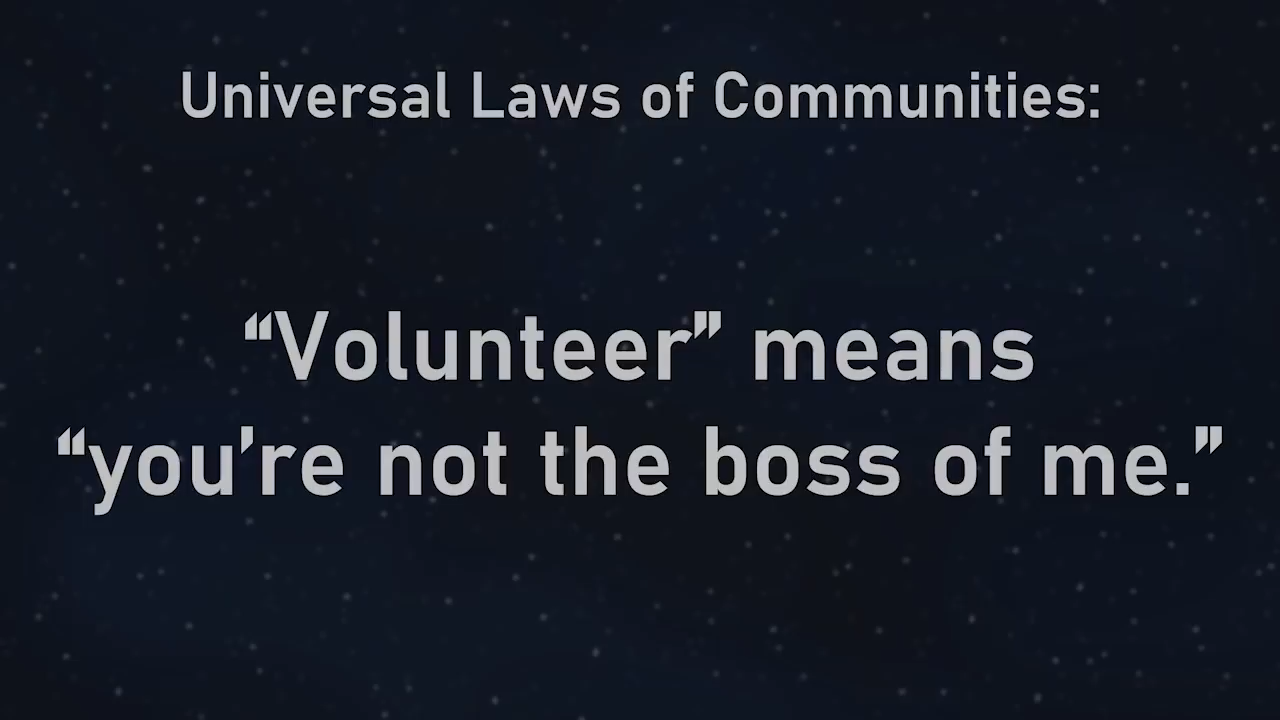 Universal Laws of Communities:
“Volunteer” means
“you’re not the boss of me.”